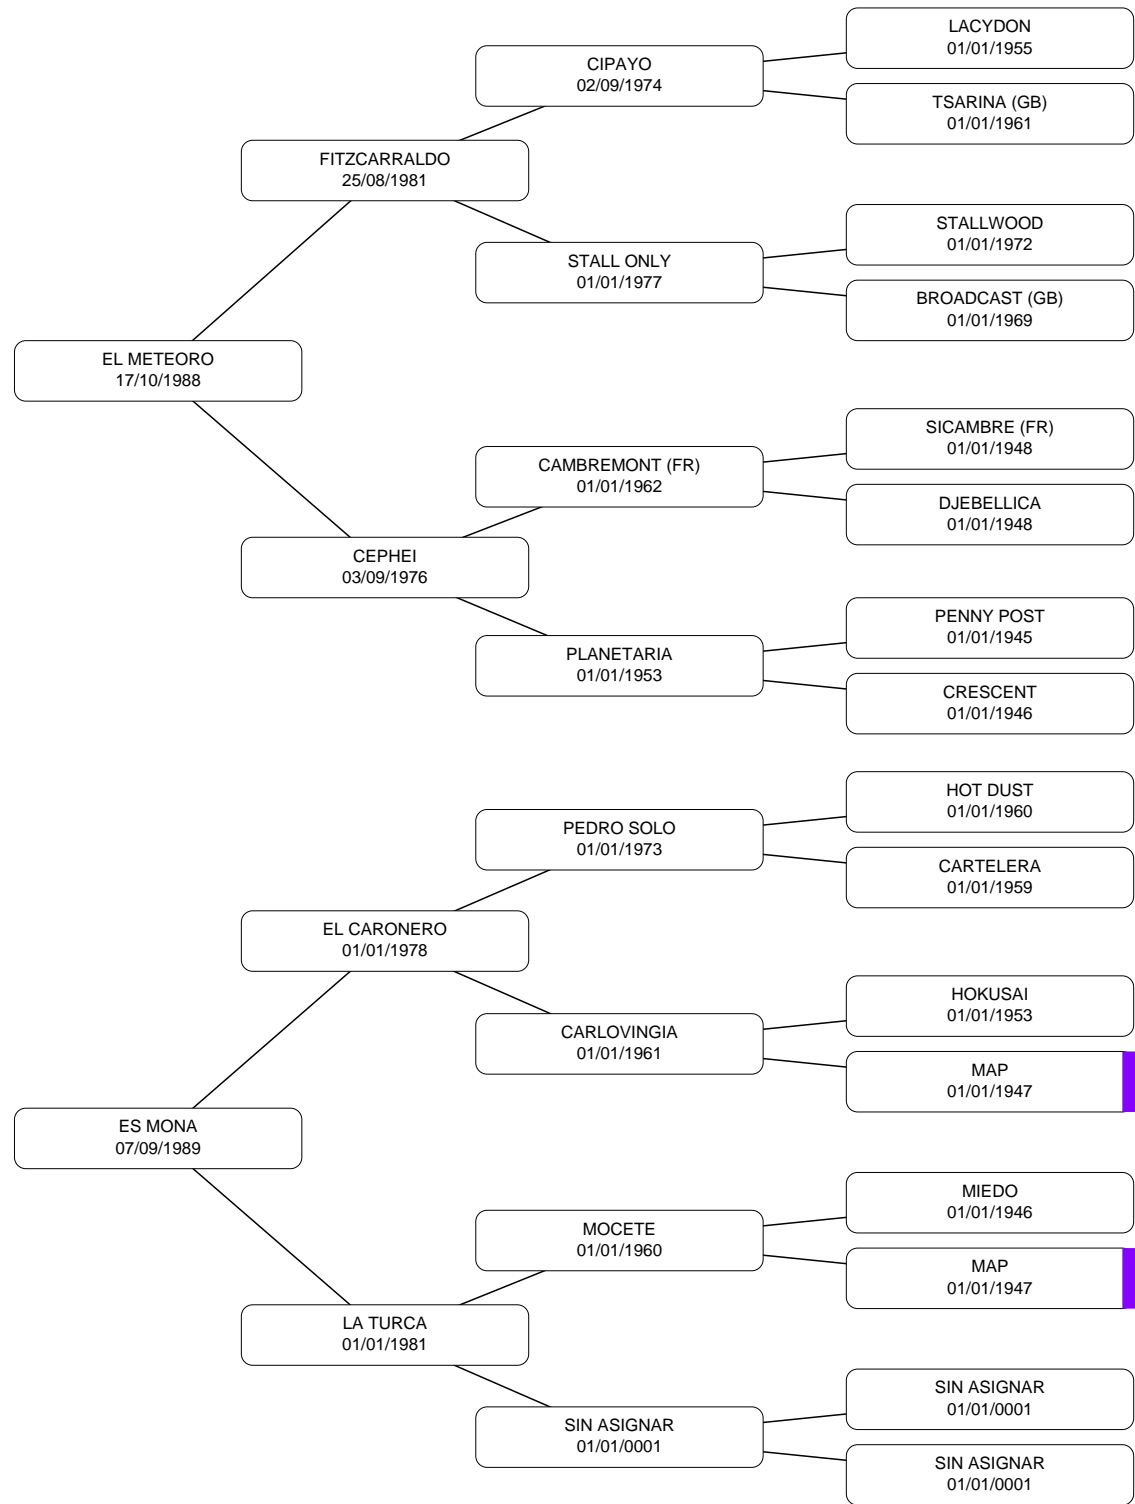 LACYDON
01/01/1955
CIPAYO
02/09/1974
TSARINA (GB)
01/01/1961
FITZCARRALDO
25/08/1981
STALLWOOD
01/01/1972
STALL ONLY
01/01/1977
BROADCAST (GB)
01/01/1969
EL METEORO
17/10/1988
SICAMBRE (FR)
01/01/1948
CAMBREMONT (FR)
01/01/1962
DJEBELLICA
01/01/1948
CEPHEI
03/09/1976
PENNY POST
01/01/1945
PLANETARIA
01/01/1953
CRESCENT
01/01/1946
HOT DUST
01/01/1960
PEDRO SOLO
01/01/1973
CARTELERA
01/01/1959
EL CARONERO
01/01/1978
HOKUSAI
01/01/1953
CARLOVINGIA
01/01/1961
MAP
01/01/1947
ES MONA
07/09/1989
MIEDO
01/01/1946
MOCETE
01/01/1960
MAP
01/01/1947
LA TURCA
01/01/1981
SIN ASIGNAR
01/01/0001
SIN ASIGNAR
01/01/0001
SIN ASIGNAR
01/01/0001